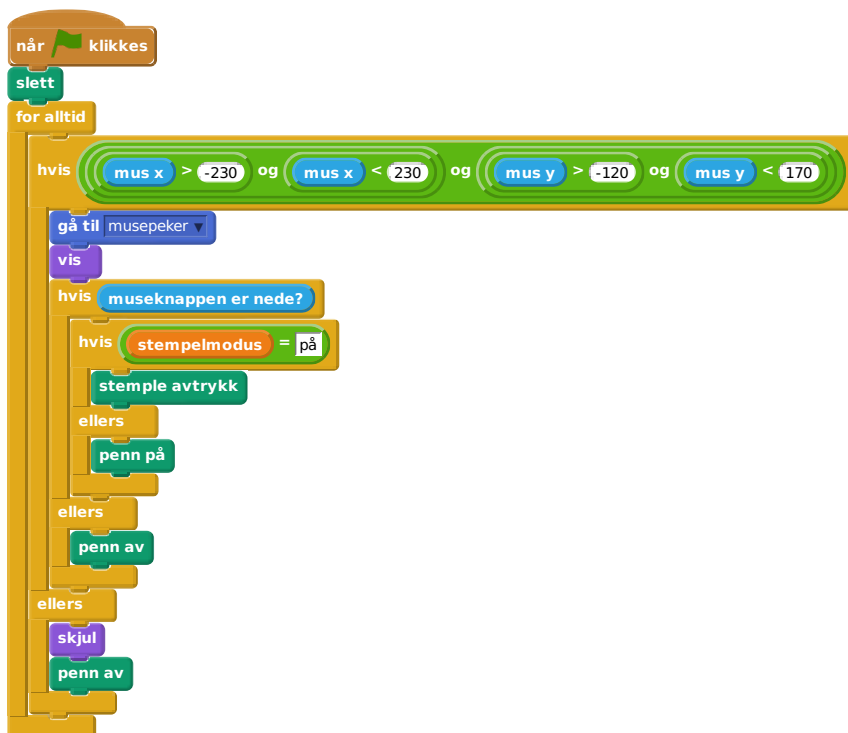 når klikkes
slett
for alltid
hvis mus x > -230 og mus x < 230 og mus y > -120 og mus y < 170
gå til musepeker ▼
vis
hvis museknappen er nede?
hvis stempelmodus = på
stemple avtrykk
ellers
penn på
ellers
penn av
ellers
skjul
penn av